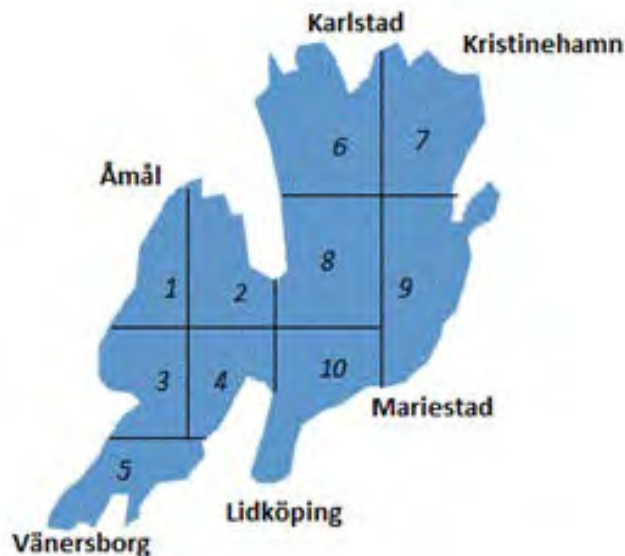 Karlstad
Kristinehamn
6
7
Åmål
8
1
2
9
3
4
10
Mariestad
5
Lidköping
Vänersborg